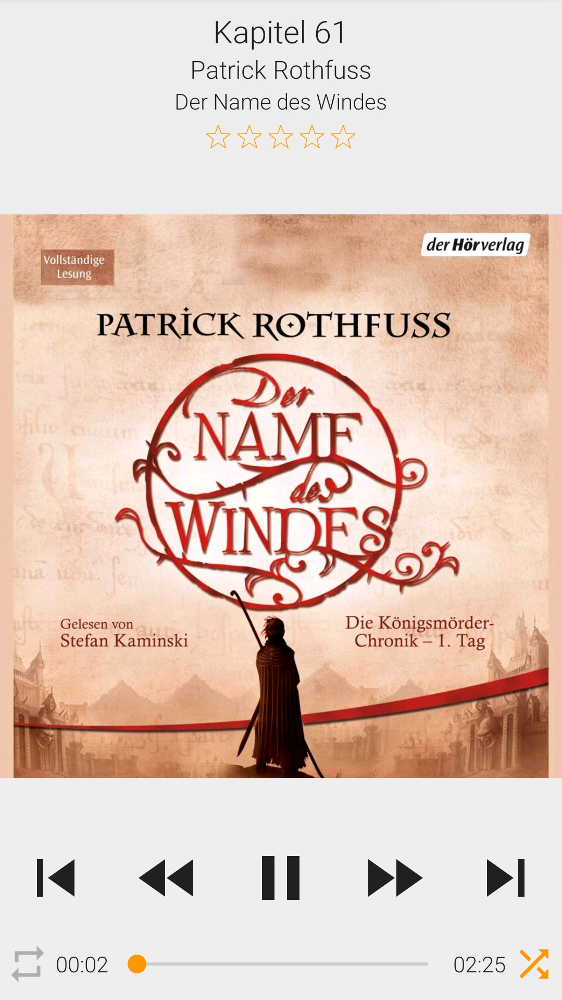 Kapitel 61
Patrick Rothfuss
Der Name des Windes
Vollständige
Lesung
der Hörverlag
PATRICK ROTHFUSS
Der
NAME
des
WINDES
Gelesen von
Stefan Kaminski
Die Königsmörder-
Chronik – 1. Tag
00:02
02:25